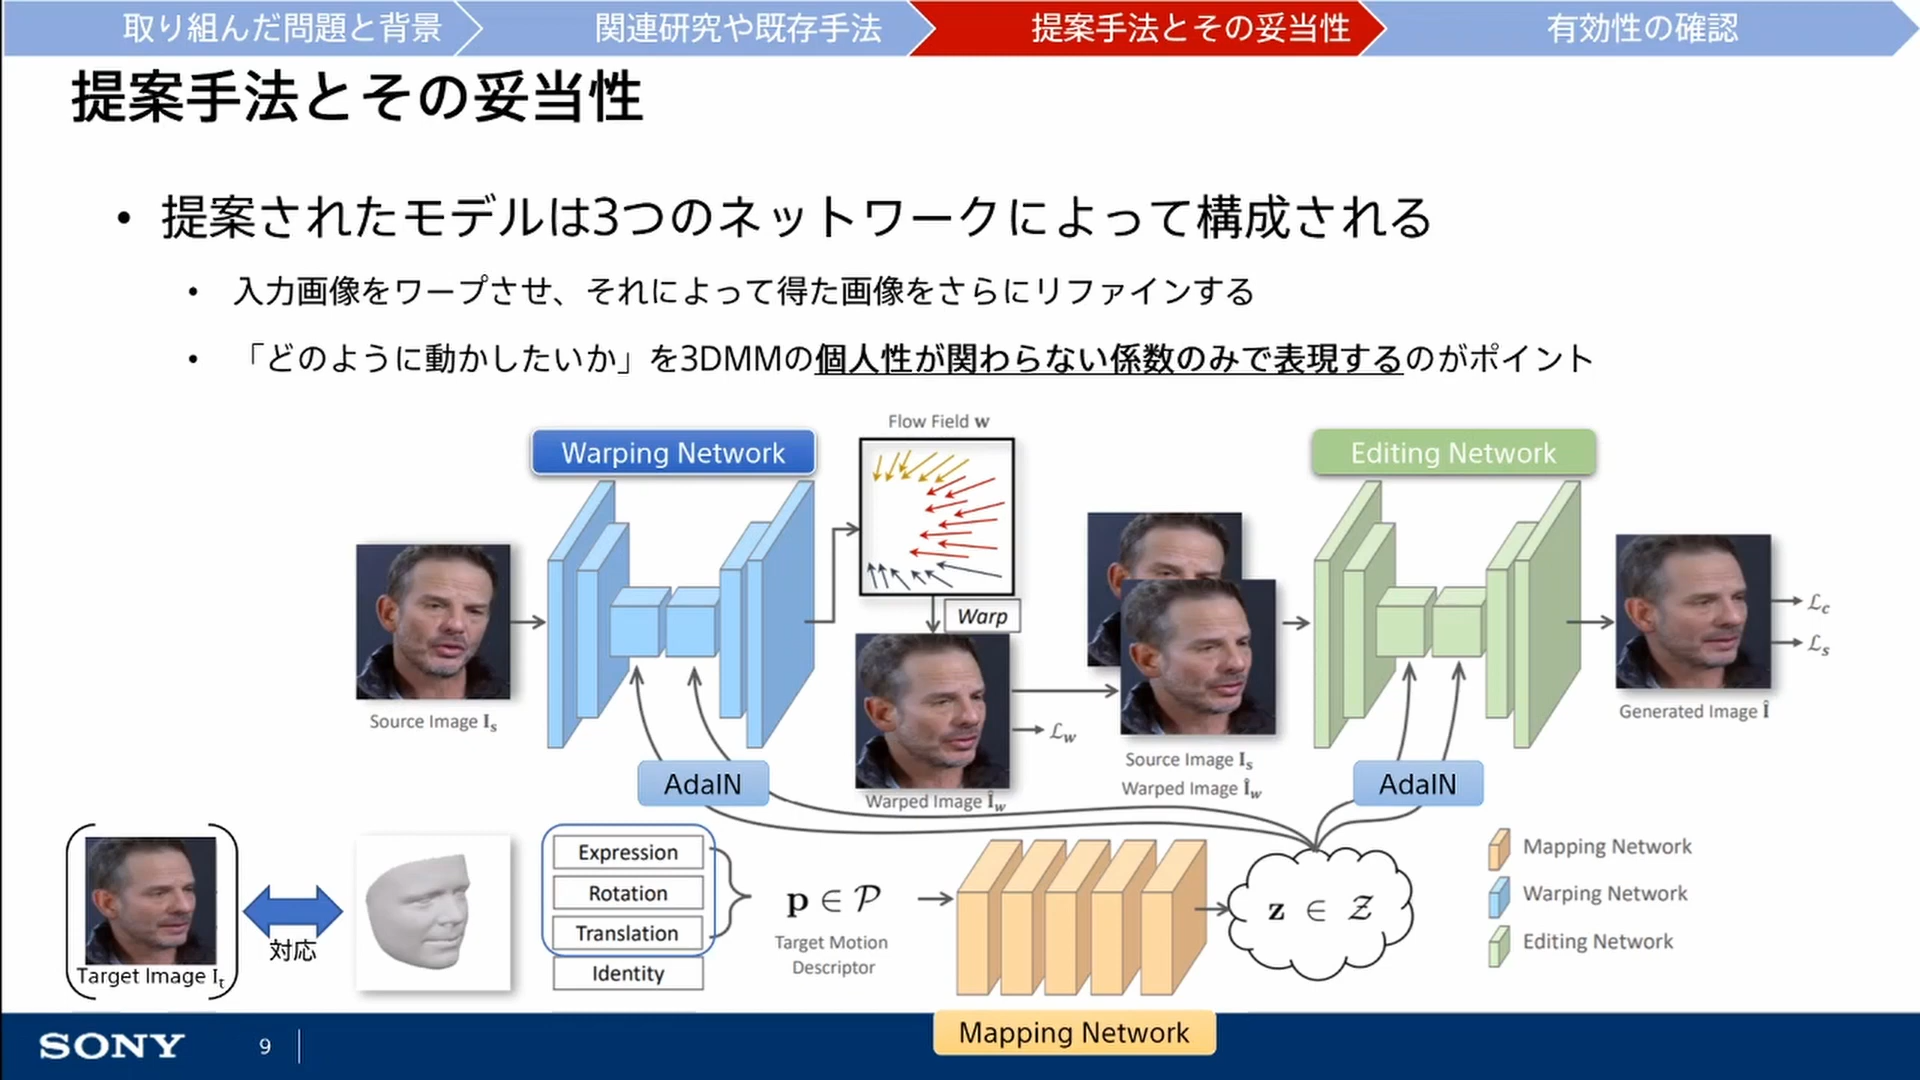 取り組んだ問題と背景
関連研究や既存手法
提案手法とその妥当性
有効性の確認
提案手法とその妥当性
• 提案されたモデルは3つのネットワークによって構成される
• 入力画像をワープさせ、それによって得た画像をさらにリファインする
• 「どのように動かしたいか」を3DMMの個人性が関わらない係数のみで表現するのがポイント
Flow Field w
Warping Network
Editing Network
Warp
Source Image Is
ℒw
Warped Image Îw
Source Image Is
Warped Image Îw
ℒc
ℒs
Generated Image Î
AdaIN
AdaIN
Target Image It
対応
Expression
Rotation
Translation
Identity
p ∈ 𝒫
Target Motion
Descriptor
z ∈ 𝒵
Mapping Network
Warping Network
Editing Network
Mapping Network
SONY
9